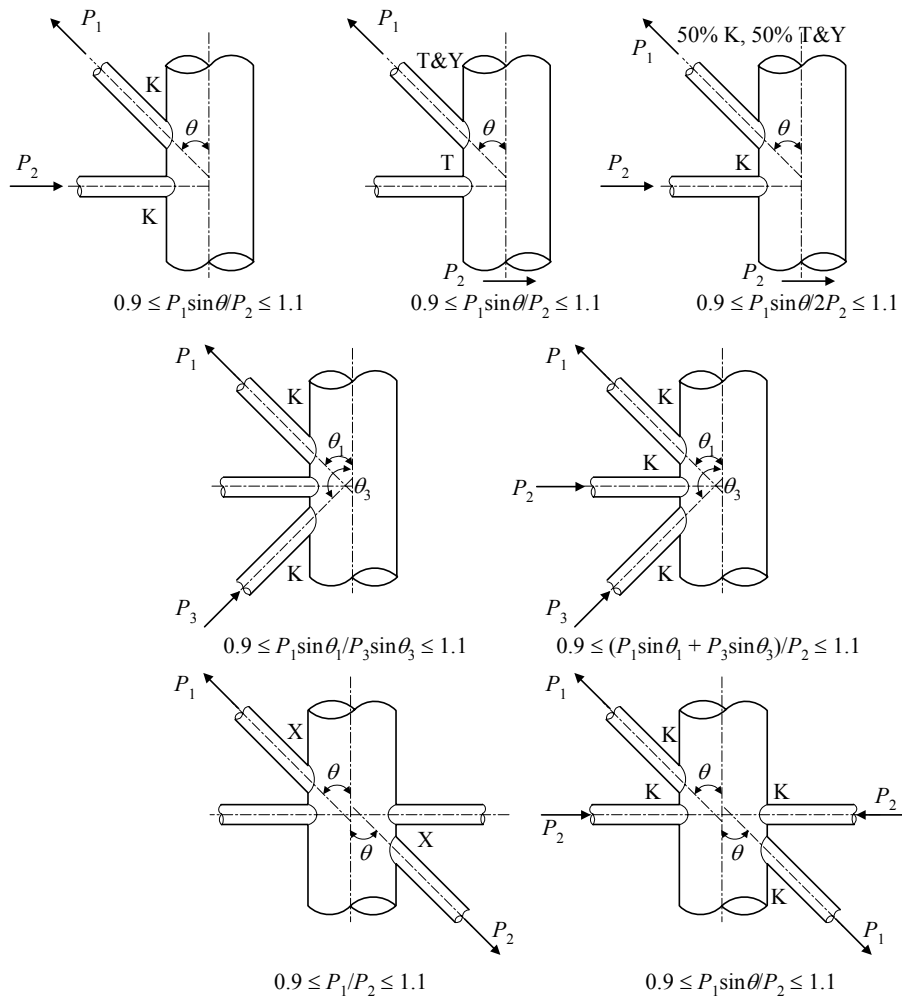 P₁
K
θ
P₂
K
0.9 ≤ P₁sinθ/P₂ ≤ 1.1
P₁
T&Y
θ
T
P₂
0.9 ≤ P₁sinθ/P₂ ≤ 1.1
50% K, 50% T&Y
P₁
θ
P₂
K
P₂
0.9 ≤ P₁sinθ/2P₂ ≤ 1.1
P₁
K
θ₁
θ₃
K
P₃
0.9 ≤ P₁sinθ₁/P₃sinθ₃ ≤ 1.1
P₁
K
θ₁
K
P₂
θ₃
K
P₃
0.9 ≤ (P₁sinθ₁ + P₃sinθ₃)/P₂ ≤ 1.1
P₁
X
θ
X
θ
P₂
0.9 ≤ P₁/P₂ ≤ 1.1
P₁
K
θ
K
K
P₂
P₂
θ
K
P₁
0.9 ≤ P₁sinθ/P₂ ≤ 1.1